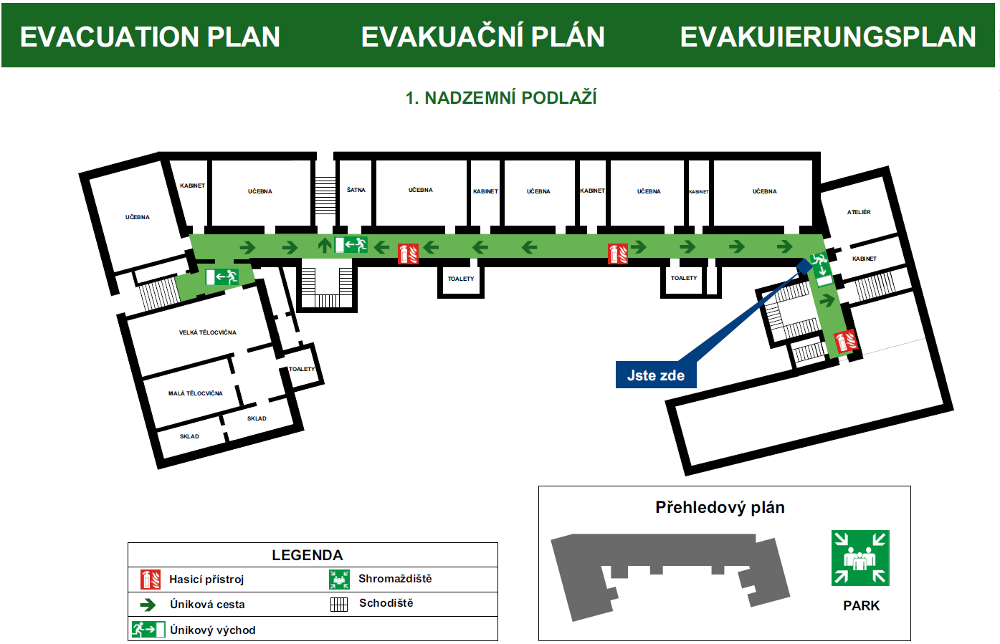 EVACUATION PLAN EVAKUAČNÍ PLÁN EVAKUIERUNGSPLAN
1. NADZEMNÍ PODLAŽÍ
UČEBNA
KABINET
UČEBNA
ŠATNA
UČEBNA
KABINET
UČEBNA
KABINET
UČEBNA
KABINET
UČEBNA
ATELIÉR
KABINET
TOALETY
TOALETY
VELKÁ TĚLOCVIČNA
TOALETY
MALÁ TĚLOCVIČNA
SKLAD
SKLAD
Jste zde
Přehledový plán
PARK
LEGENDA
Hasicí přístroj
Shromaždiště
Úniková cesta
Schodiště
Únikový východ